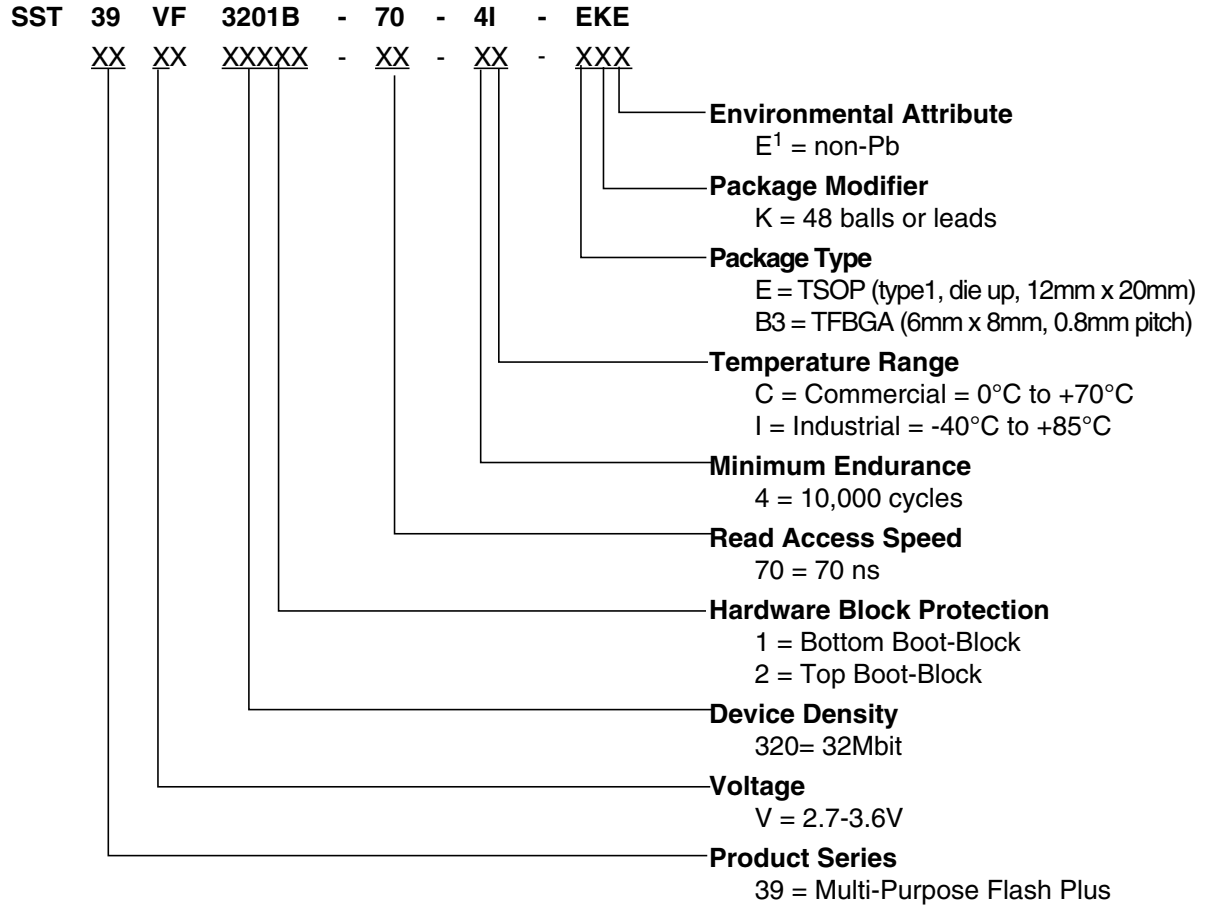 SST 39 VF 3201B - 70 - 4I - EKE
XX XX XXXXX - XX - XX - XXX
Environmental Attribute
E1 = non-Pb
Package Modifier
K = 48 balls or leads
Package Type
E = TSOP (type1, die up, 12mm x 20mm)
B3 = TFBGA (6mm x 8mm, 0.8mm pitch)
Temperature Range
C = Commercial = 0°C to +70°C
I = Industrial = -40°C to +85°C
Minimum Endurance
4 = 10,000 cycles
Read Access Speed
70 = 70 ns
Hardware Block Protection
1 = Bottom Boot-Block
2 = Top Boot-Block
Device Density
320= 32Mbit
Voltage
V = 2.7-3.6V
Product Series
39 = Multi-Purpose Flash Plus